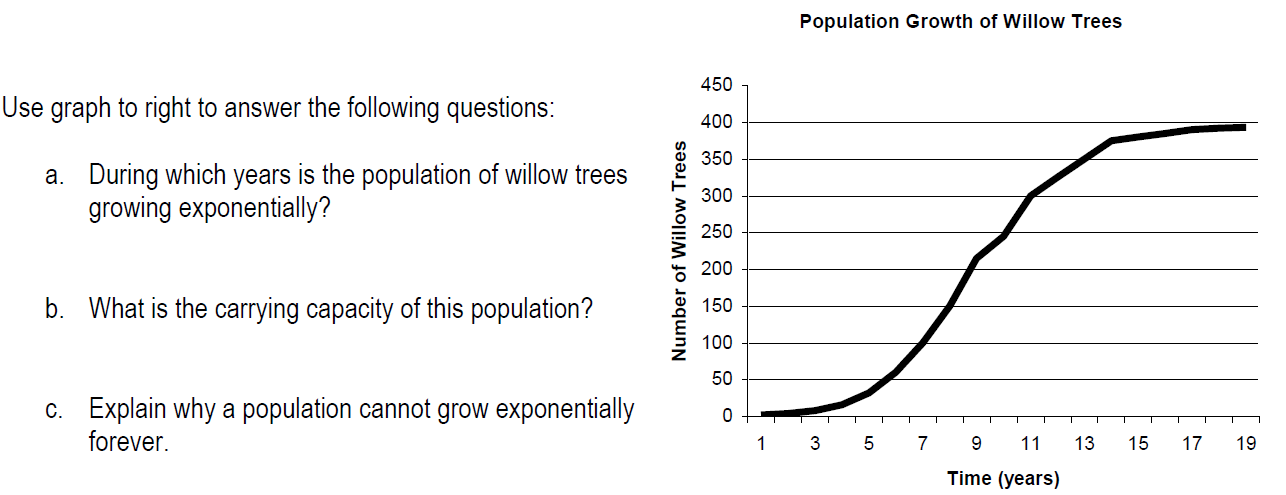 Population Growth of Willow Trees
Use graph to right to answer the following questions:
a. During which years is the population of willow trees
growing exponentially?
b. What is the carrying capacity of this population?
c. Explain why a population cannot grow exponentially
forever.
Number of Willow Trees
450
400
350
300
250
200
150
100
50
0
1 3 5 7 9 11 13 15 17 19
Time (years)